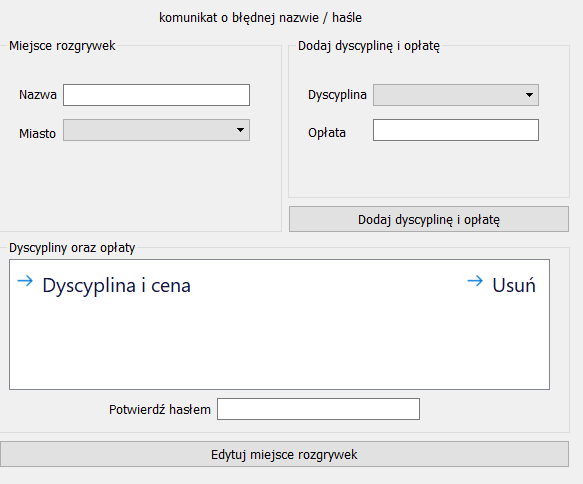 komunikat o błędnej nazwie / haśle
Miejsce rozgrywek
Nazwa
Miasto
Dodaj dyscyplinę i opłatę
Dyscyplina
Opłata
Dodaj dyscyplinę i opłatę
Dyscypliny oraz opłaty
→ Dyscyplina i cena → Usuń
Potwierdź hasłem
Edytuj miejsce rozgrywek